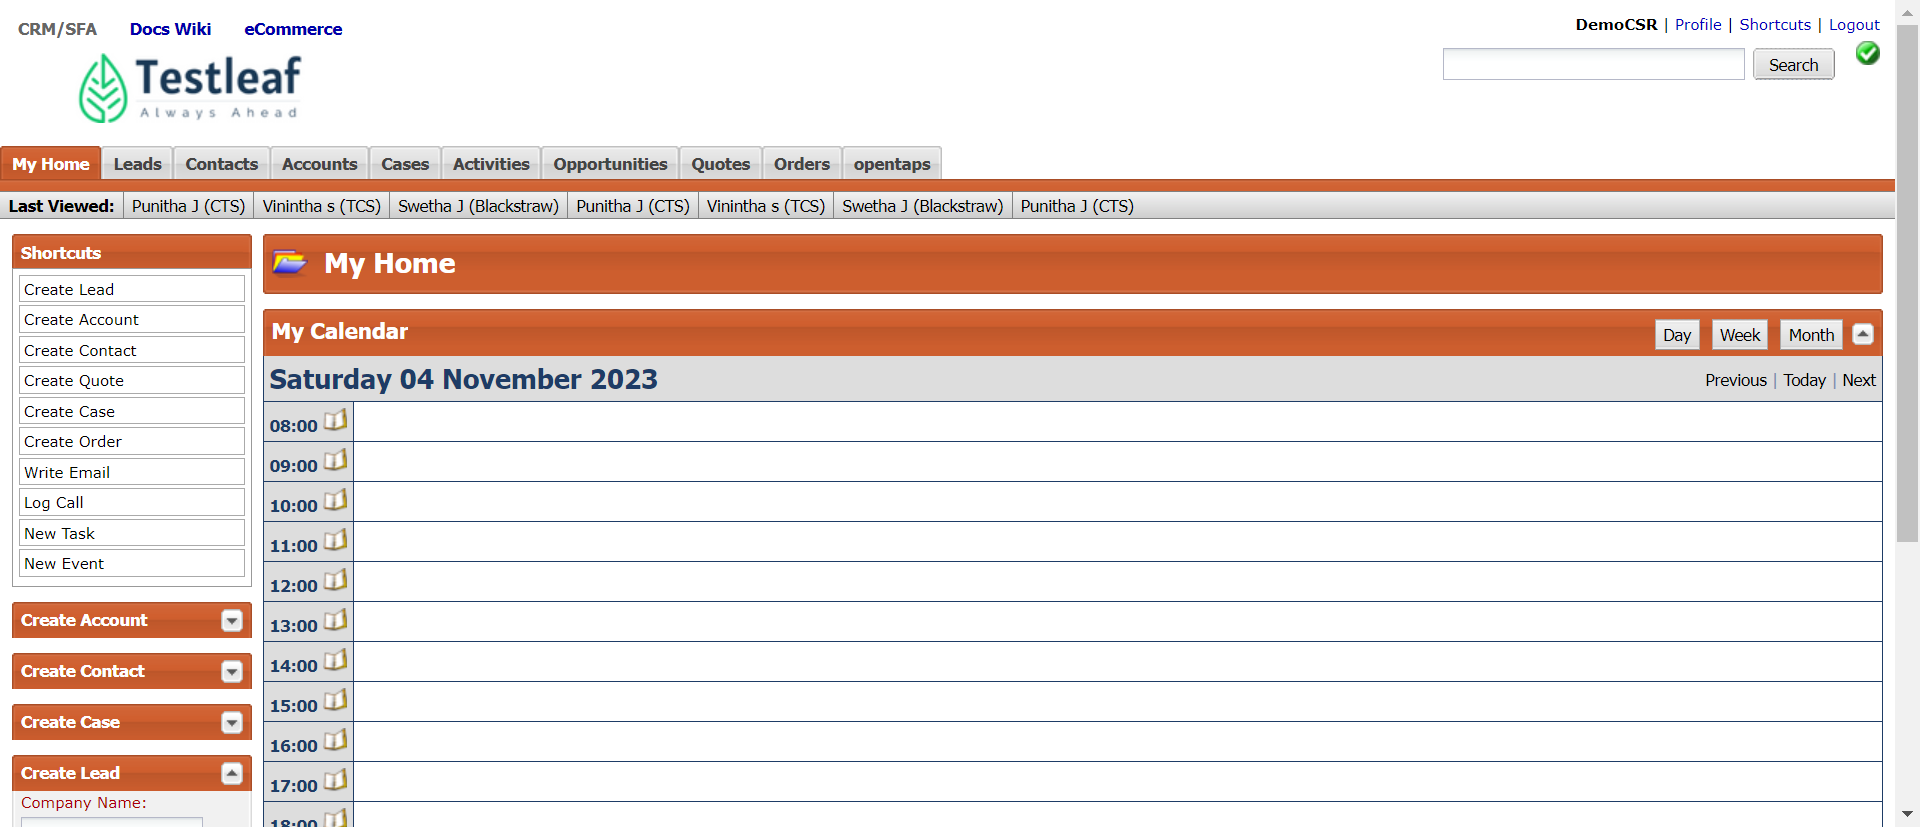 CRM/SFA Docs Wiki eCommerce
DemoCSR | Profile | Shortcuts | Logout
Search
Testleaf
Always Ahead
My Home Leads Contacts Accounts Cases Activities Opportunities Quotes Orders opentaps
Last Viewed: Punitha J (CTS) Vinintha s (TCS) Swetha J (Blackstraw) Punitha J (CTS) Vinintha s (TCS) Swetha J (Blackstraw) Punitha J (CTS)
Shortcuts
Create Lead
Create Account
Create Contact
Create Quote
Create Case
Create Order
Write Email
Log Call
New Task
New Event
Create Account
Create Contact
Create Case
Create Lead
Company Name:
My Home
My Calendar
Day Week Month
Saturday 04 November 2023
Previous | Today | Next
08:00
09:00
10:00
11:00
12:00
13:00
14:00
15:00
16:00
17:00
18:00